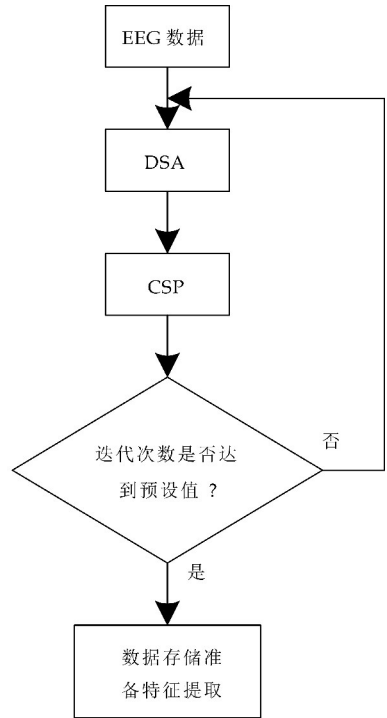 EEG 数据
DSA
CSP
迭代次数是否达
到预设值 ?
否
是
数据存储准
备特征提取